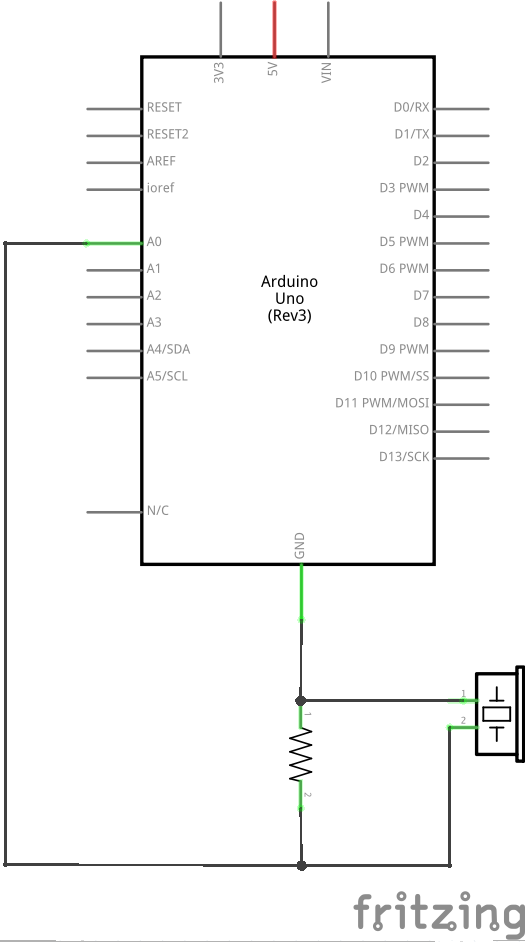 3V3
5V
VIN
RESET
D0/RX
RESET2
D1/TX
AREF
D2
ioref
D3 PWM
D4
A0
D5 PWM
A1
D6 PWM
A2
D7
A3
D8
A4/SDA
D9 PWM
A5/SCL
D10 PWM/SS
Arduino
Uno
(Rev3)
D11 PWM/MOSI
D12/MISO
D13/SCK
N/C
GND
1
2
1
2
fritzing